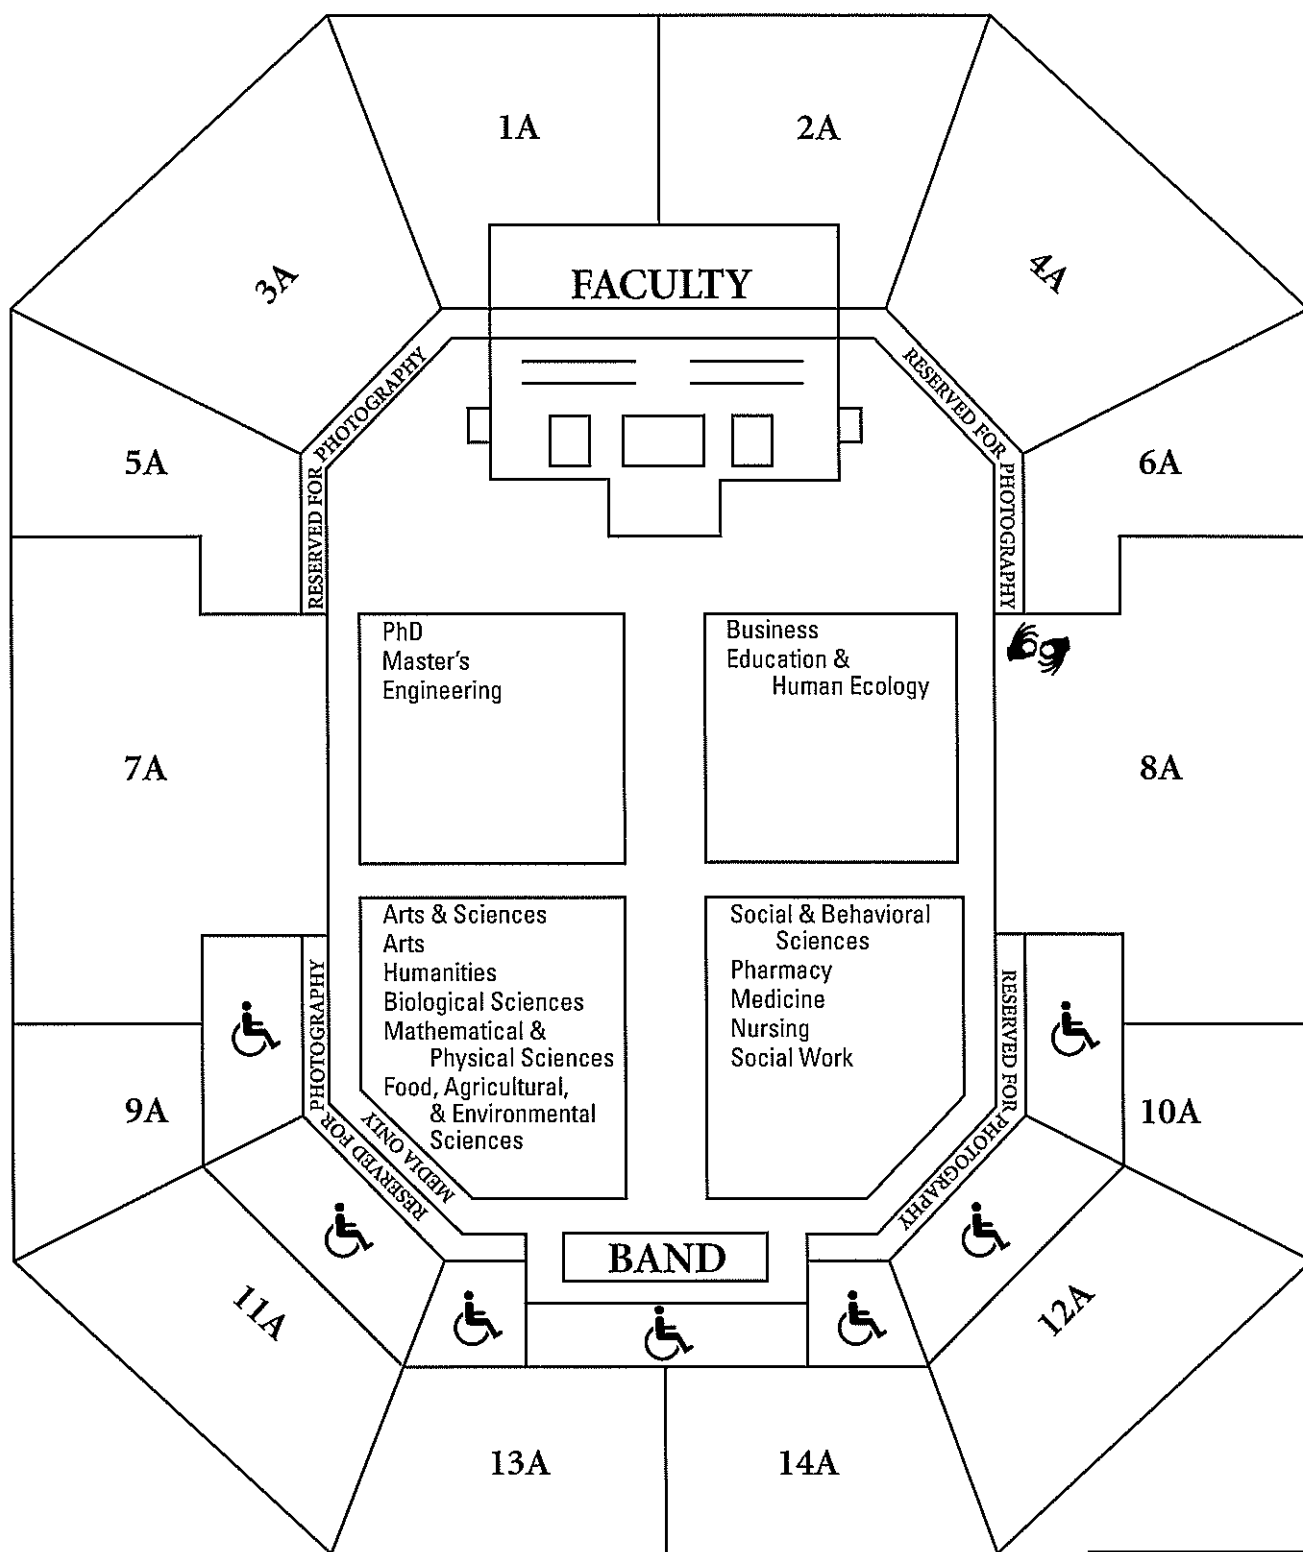 1A
2A
3A
FACULTY
4A
RESERVED FOR PHOTOGRAPHY
RESERVED FOR PHOTOGRAPHY
5A
6A
PhD
Master's
Engineering
Business
Education &
Human Ecology
7A
8A
Arts & Sciences
Arts
Humanities
Biological Sciences
Mathematical &
Physical Sciences
Food, Agricultural,
& Environmental
Sciences
Social & Behavioral
Sciences
Pharmacy
Medicine
Nursing
Social Work
RESERVED FOR PHOTOGRAPHY
MEDIA ONLY
RESERVED FOR PHOTOGRAPHY
9A
10A
BAND
11A
12A
13A
14A